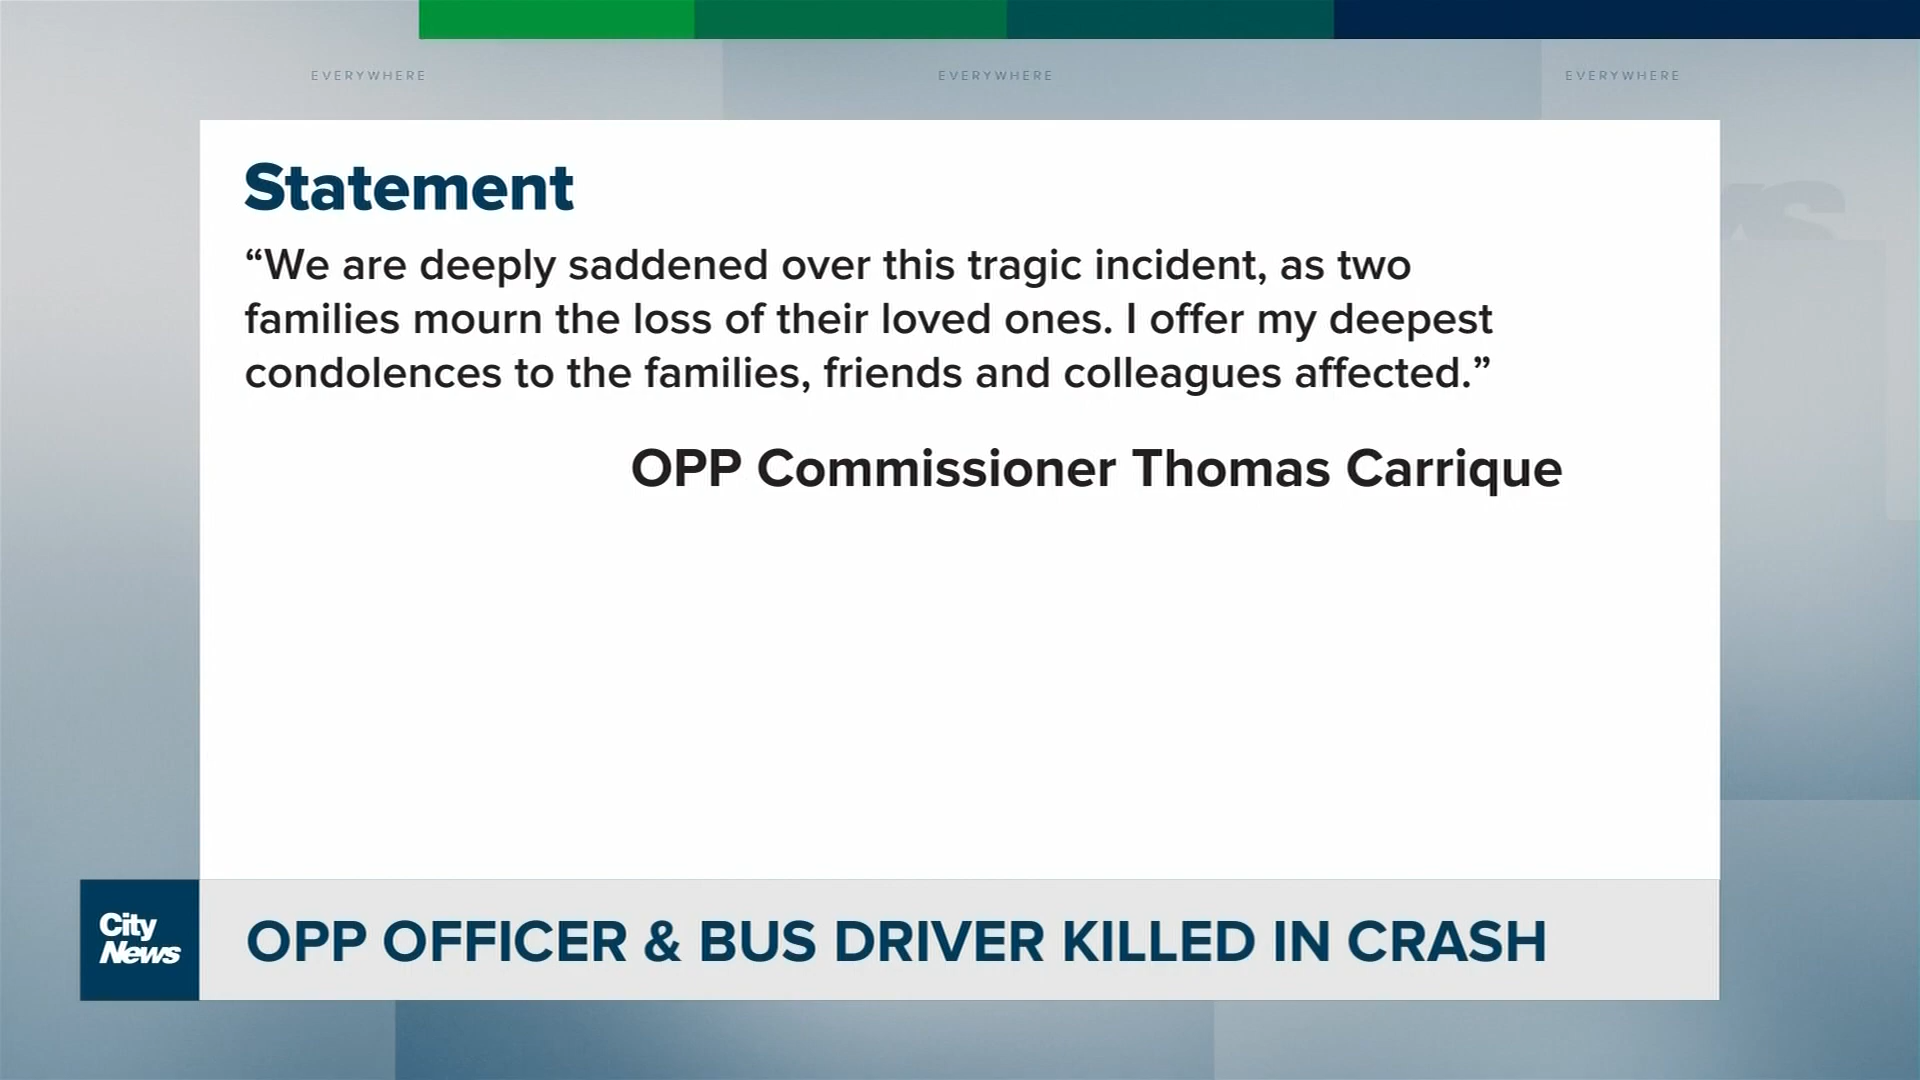 EVERYWHERE EVERYWHERE EVERYWHERE
Statement
“We are deeply saddened over this tragic incident, as two
families mourn the loss of their loved ones. I offer my deepest
condolences to the families, friends and colleagues affected.”
OPP Commissioner Thomas Carrique
City
News
OPP OFFICER & BUS DRIVER KILLED IN CRASH